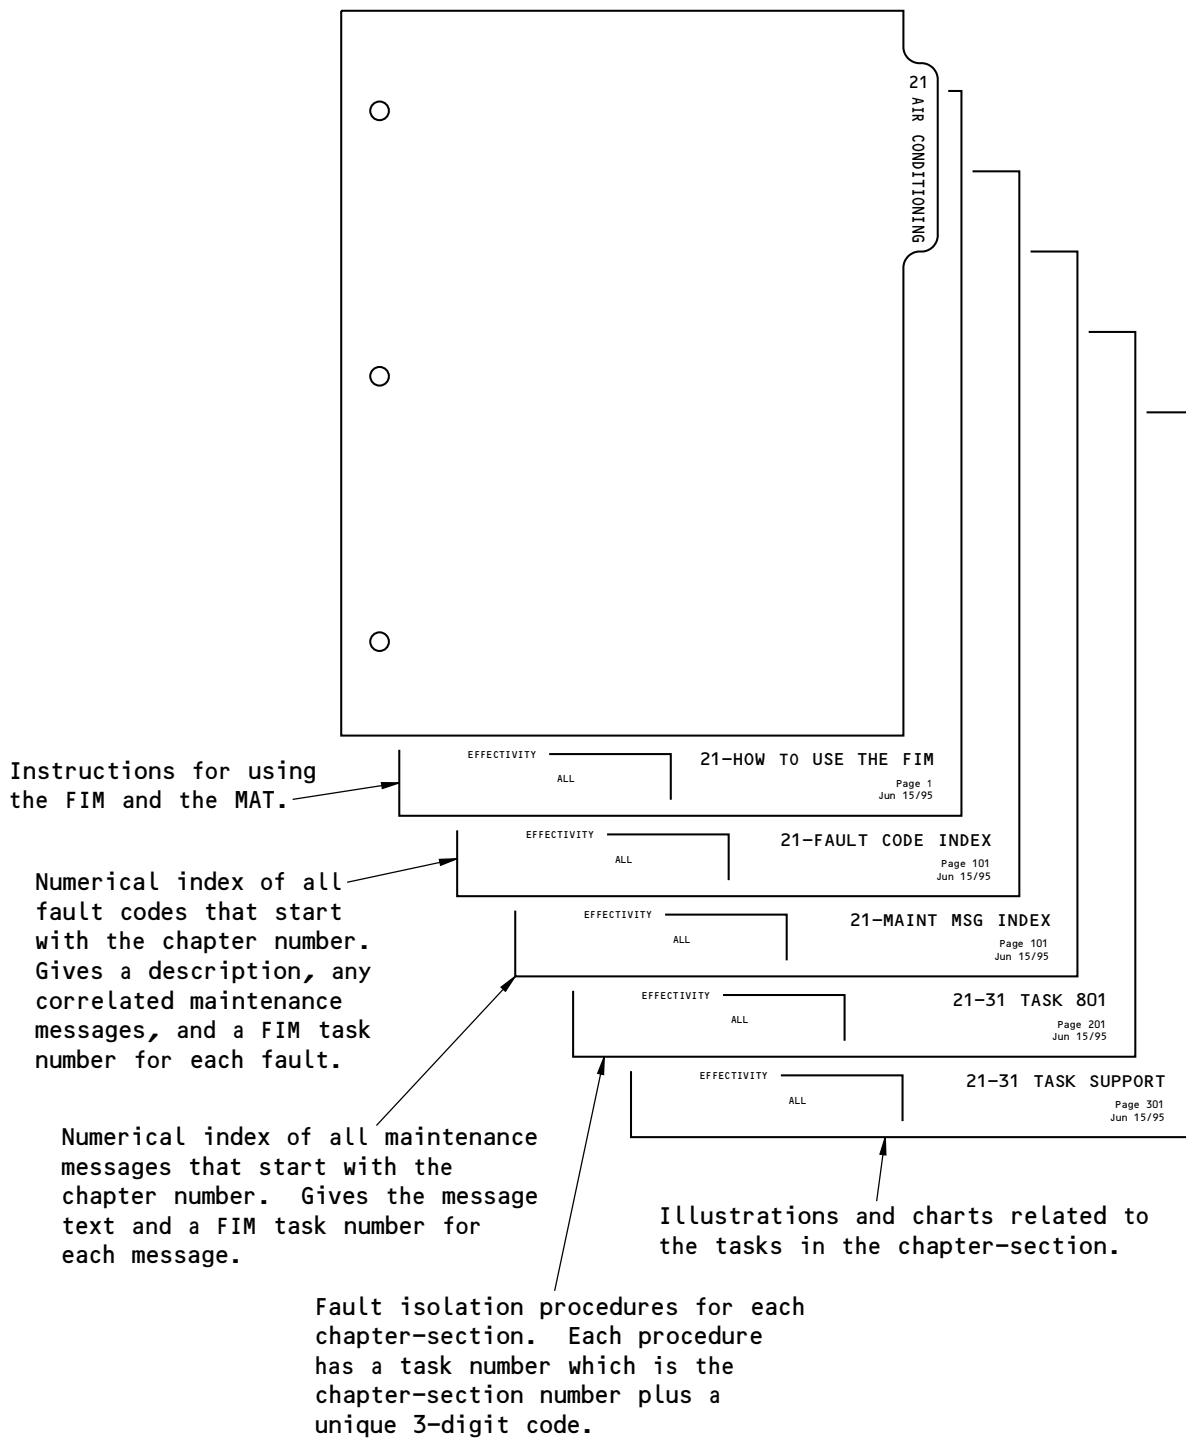 21
AIR CONDITIONING
EFFECTIVITY
ALL
21-HOW TO USE THE FIM
Page 1
Jun 15/95
Instructions for using
the FIM and the MAT.
EFFECTIVITY
ALL
21-FAULT CODE INDEX
Page 101
Jun 15/95
Numerical index of all
fault codes that start
with the chapter number.
Gives a description, any
correlated maintenance
messages, and a FIM task
number for each fault.
EFFECTIVITY
ALL
21-MAINT MSG INDEX
Page 101
Jun 15/95
EFFECTIVITY
ALL
21-31 TASK 801
Page 201
Jun 15/95
EFFECTIVITY
ALL
21-31 TASK SUPPORT
Page 301
Jun 15/95
Numerical index of all maintenance
messages that start with the
chapter number.  Gives the message
text and a FIM task number for
each message.
Illustrations and charts related to
the tasks in the chapter-section.
Fault isolation procedures for each
chapter-section.  Each procedure
has a task number which is the
chapter-section number plus a
unique 3-digit code.